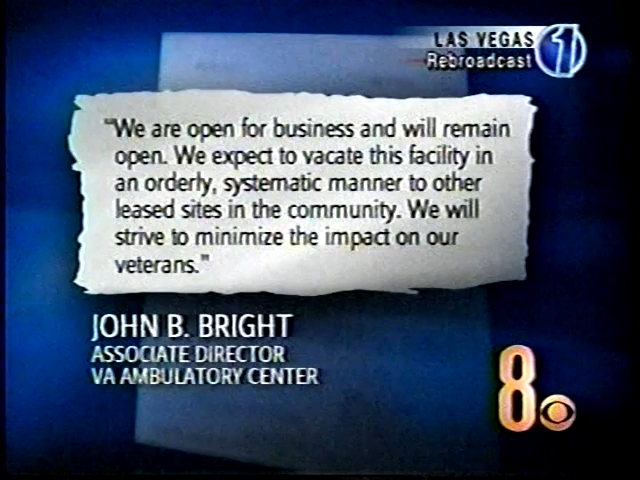 LAS VEGAS 1
Rebroadcast
"We are open for business and will remain
open. We expect to vacate this facility in
an orderly, systematic manner to other
leased sites in the community. We will
strive to minimize the impact on our
veterans."
JOHN B. BRIGHT
ASSOCIATE DIRECTOR
VA AMBULATORY CENTER
8